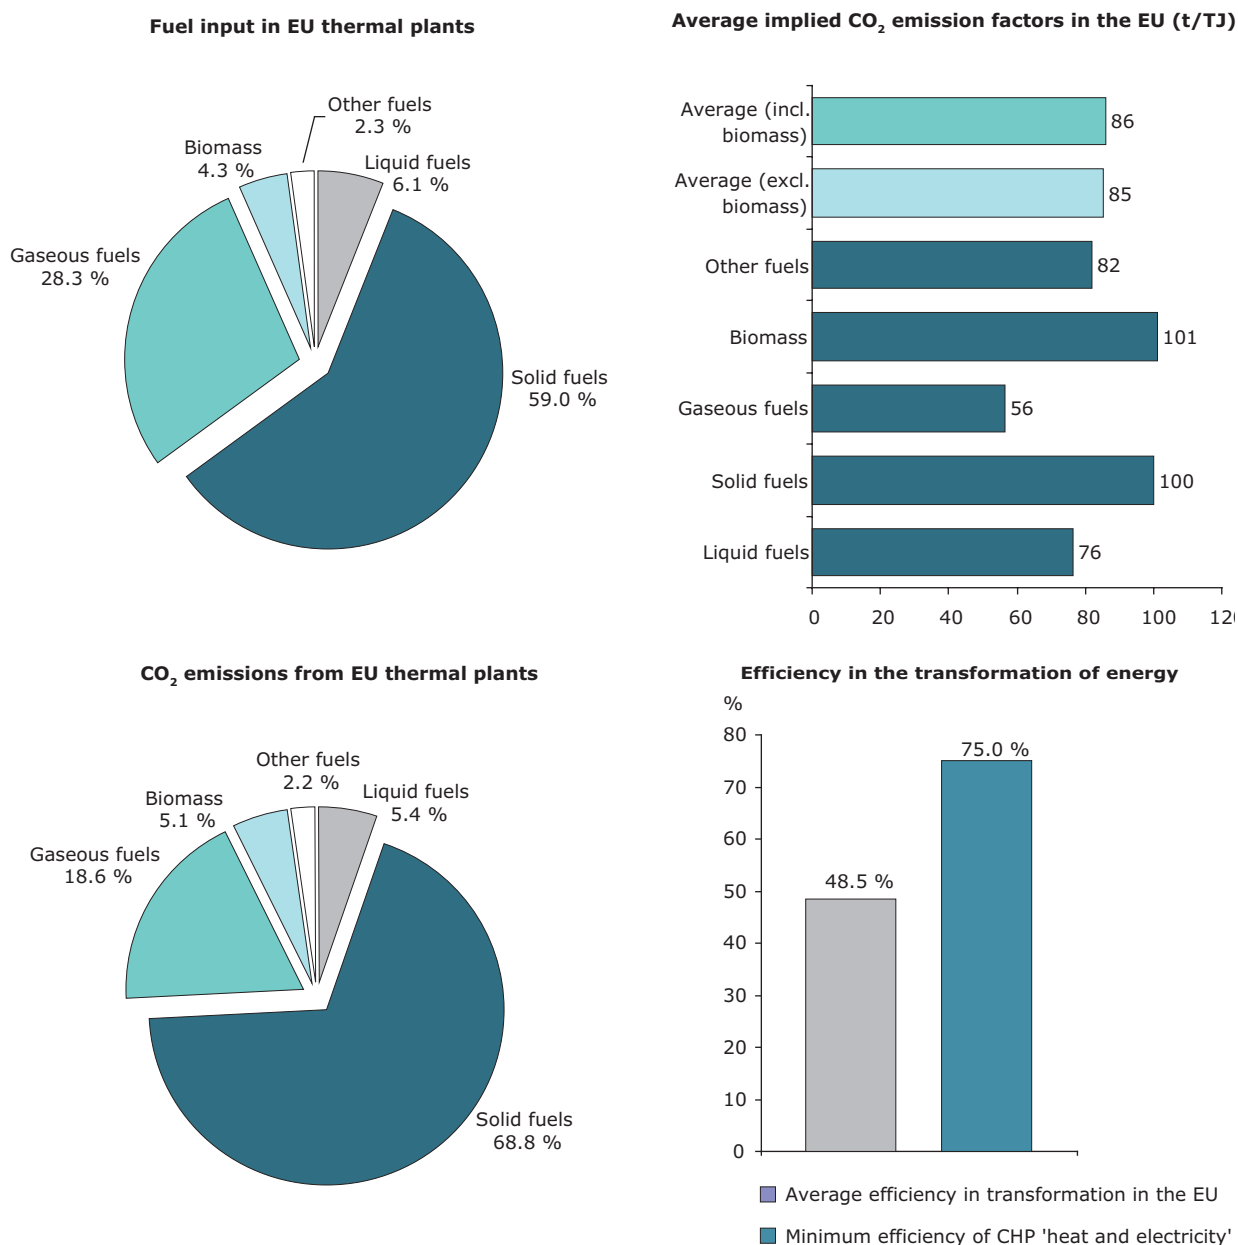 Fuel input in EU thermal plants
Other fuels
2.3 %
Biomass
4.3 %
Liquid fuels
6.1 %
Gaseous fuels
28.3 %
Solid fuels
59.0 %
Average implied CO₂ emission factors in the EU (t/TJ)
Average (incl.
biomass)
86
Average (excl.
biomass)
85
Other fuels
82
Biomass
101
Gaseous fuels
56
Solid fuels
100
Liquid fuels
76
0 20 40 60 80 100
CO₂ emissions from EU thermal plants
Other fuels
2.2 %
Liquid fuels
5.4 %
Biomass
5.1 %
Gaseous fuels
18.6 %
Solid fuels
68.8 %
Efficiency in the transformation of energy
%
80
70
60
50
40
30
20
10
0
48.5 %
75.0 %
Average efficiency in transformation in the EU
Minimum efficiency of CHP 'heat and electricity'